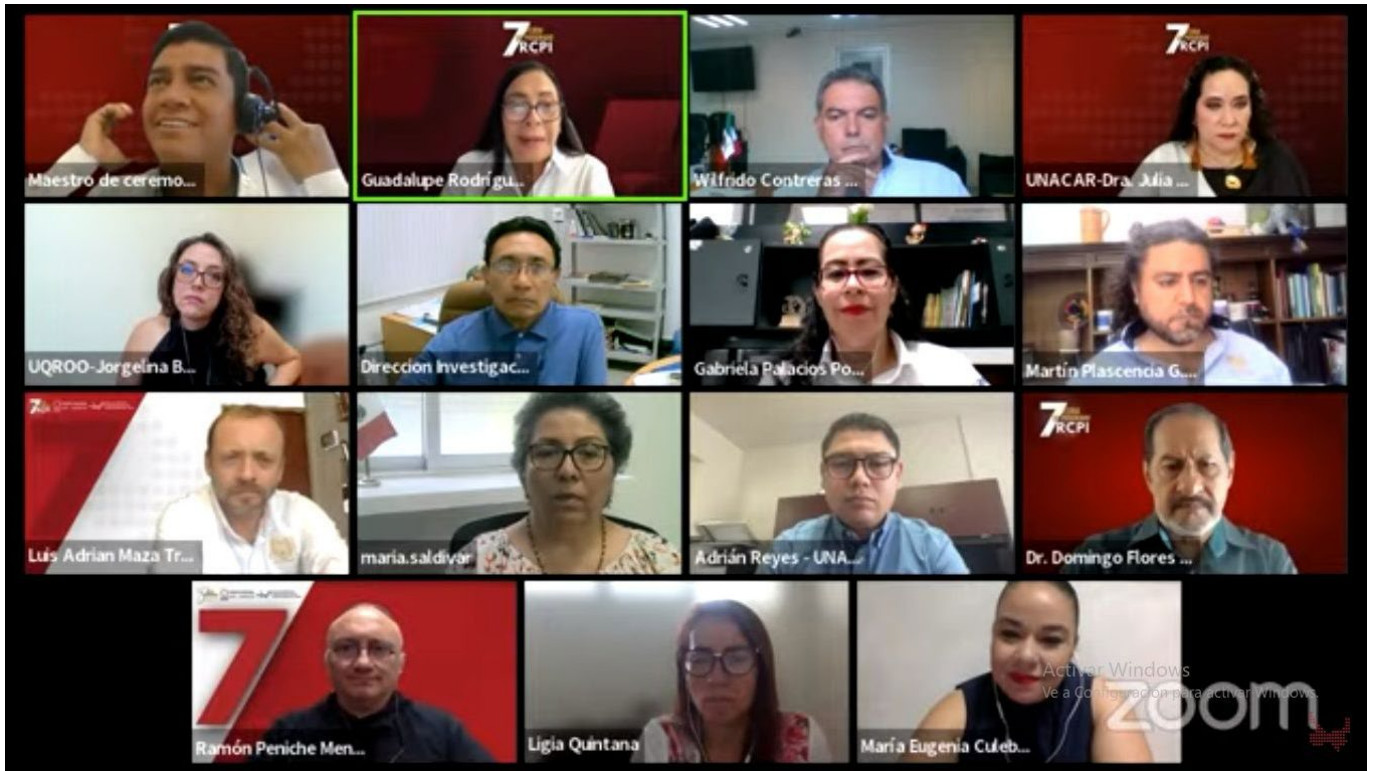 7
RCPI
7
RCPI
Maestro de ceremo...
Guadalupe Rodrígu...
Wilfrido Contreras ...
UNACAR-Dra. Julia ...
UQROO-Jorgelina B...
Direccion Investigac...
Gabriela Palacios Po...
Martín Plascencia G....
7
7
RCPI
Luis Adrian Maza Tr...
maria.saldivar
Adrián Reyes - UNA...
Dr. Domingo Flores ...
7
Activar Windows
Ve a Configuración para activar Windows.
zoom
Ramón Peniche Men...
Ligia Quintana
María Eugenia Culeb...